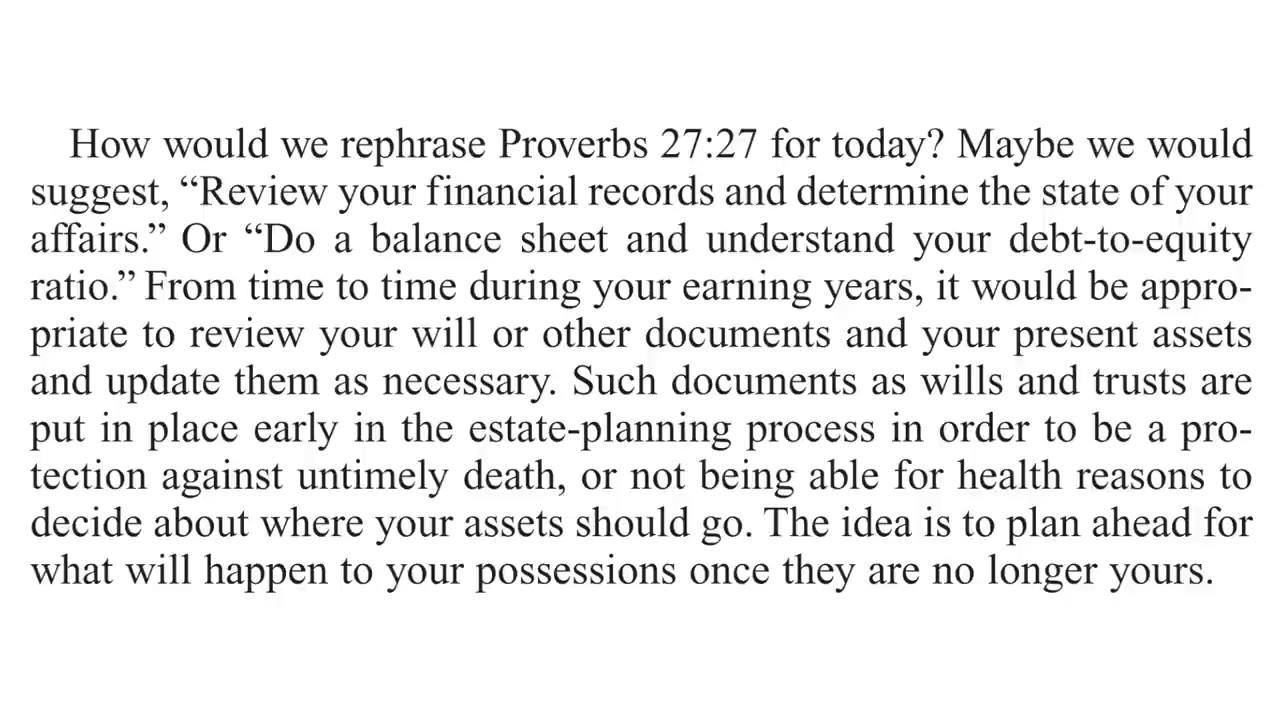 How would we rephrase Proverbs 27:27 for today? Maybe we would
suggest, “Review your financial records and determine the state of your
affairs.” Or “Do a balance sheet and understand your debt-to-equity
ratio.” From time to time during your earning years, it would be appro-
priate to review your will or other documents and your present assets
and update them as necessary. Such documents as wills and trusts are
put in place early in the estate-planning process in order to be a pro-
tection against untimely death, or not being able for health reasons to
decide about where your assets should go. The idea is to plan ahead for
what will happen to your possessions once they are no longer yours.